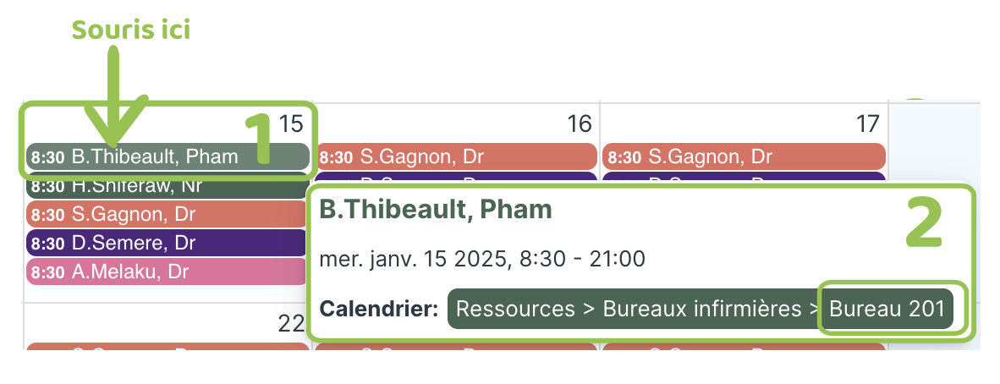 Souris ici
1
15
16
17
8:30 B.Thibeault, Pham
8:30 S.Gagnon, Dr
8:30 S.Gagnon, Dr
8:30 H.Shiferaw, Nr
8:30 S.Gagnon, Dr
8:30 D.Semere, Dr
8:30 A.Melaku, Dr
22
B.Thibeault, Pham
2
mer. janv. 15 2025, 8:30 - 21:00
Calendrier: Ressources > Bureaux infirmières > Bureau 201